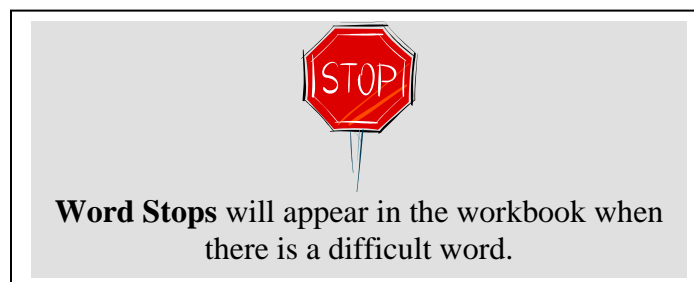 STOP
Word Stops will appear in the workbook when
there is a difficult word.